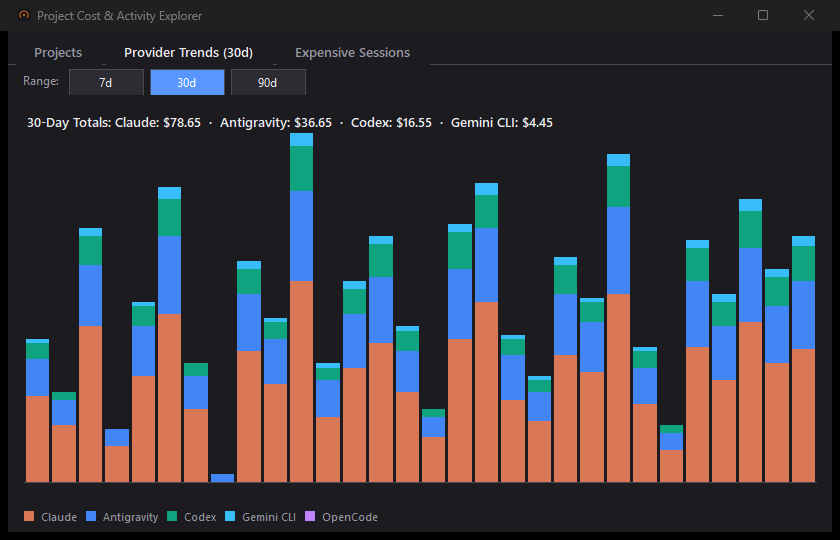 Project Cost & Activity Explorer
Projects Provider Trends (30d) Expensive Sessions
Range: 7d 30d 90d
30-Day Totals: Claude: $78.65 · Antigravity: $36.65 · Codex: $16.55 · Gemini CLI: $4.45
Claude Antigravity Codex Gemini CLI OpenCode